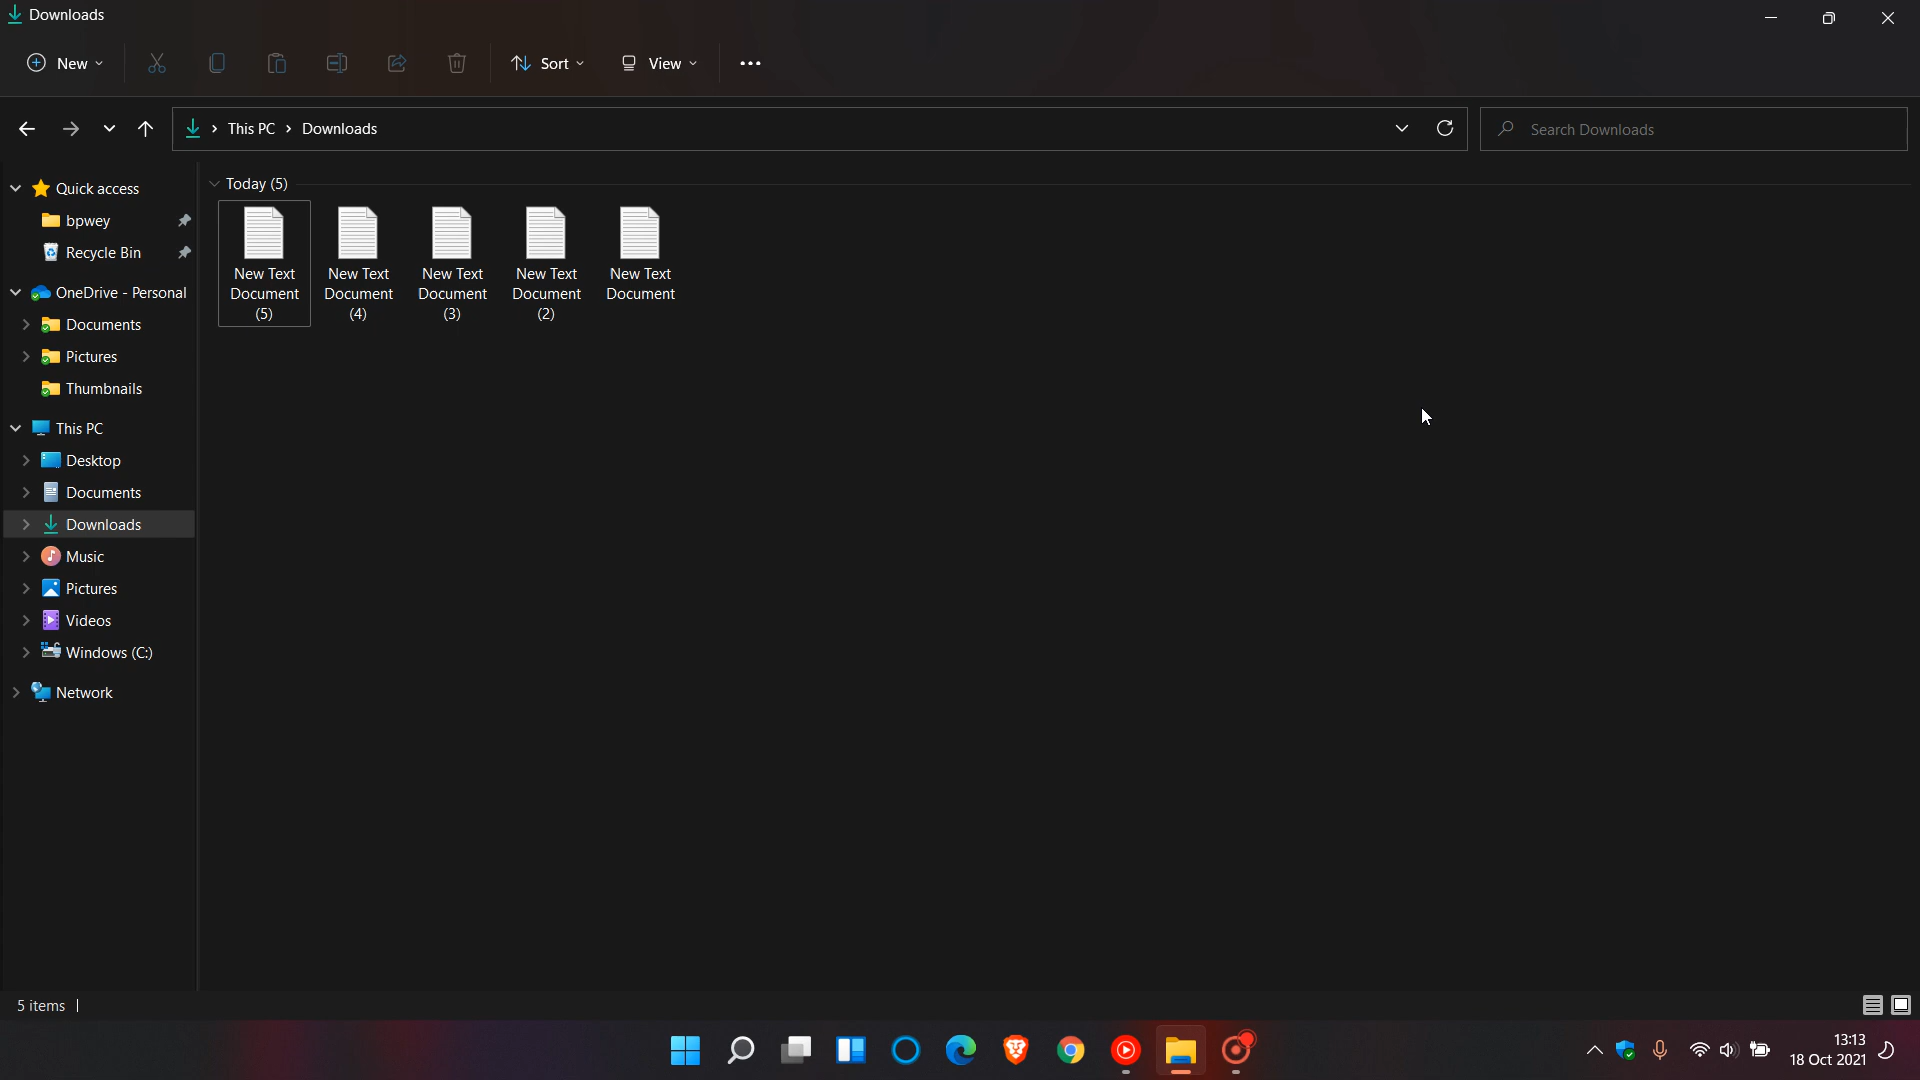 Downloads
New
Sort
View
This PC > Downloads
Search Downloads
Quick access
bpwey
Recycle Bin
OneDrive - Personal
Documents
Pictures
Thumbnails
This PC
Desktop
Documents
Downloads
Music
Pictures
Videos
Windows (C:)
Network
Today (5)
New Text
Document
(5)
New Text
Document
(4)
New Text
Document
(3)
New Text
Document
(2)
New Text
Document
5 items
13:13
18 Oct 2021